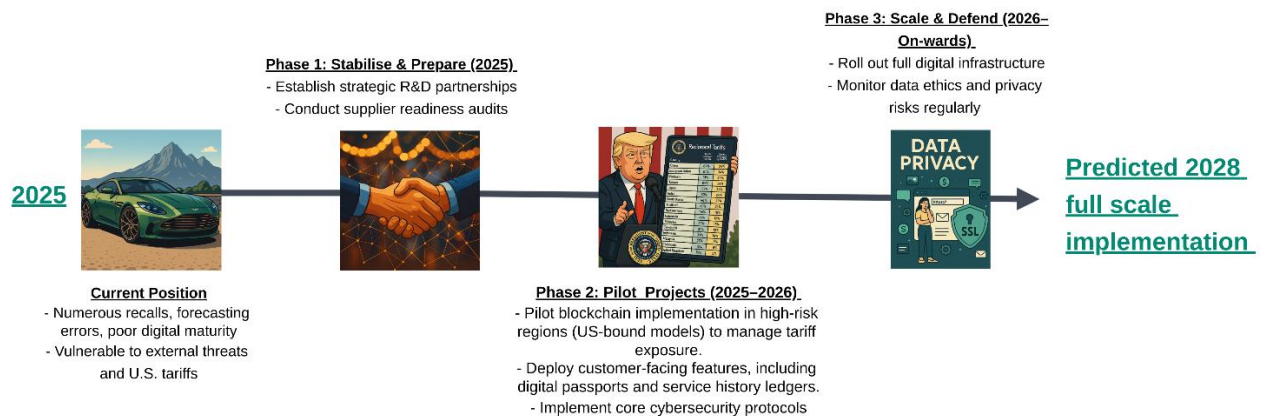 2025
Current Position
- Numerous recalls, forecasting
errors, poor digital maturity
- Vulnerable to external threats
and U.S. tariffs
Phase 1: Stabilise & Prepare (2025)
- Establish strategic R&D partnerships
- Conduct supplier readiness audits
Reciprocal Tariffs
Phase 2: Pilot  Projects (2025–2026)
- Pilot blockchain implementation in high-risk
regions (US-bound models) to manage tariff
exposure.
- Deploy customer-facing features, including
digital passports and service history ledgers.
- Implement core cybersecurity protocols
Phase 3: Scale & Defend (2026–
On-wards)
- Roll out full digital infrastructure
- Monitor data ethics and privacy
risks regularly
DATA
PRIVACY
SSL
Predicted 2028
full scale
implementation